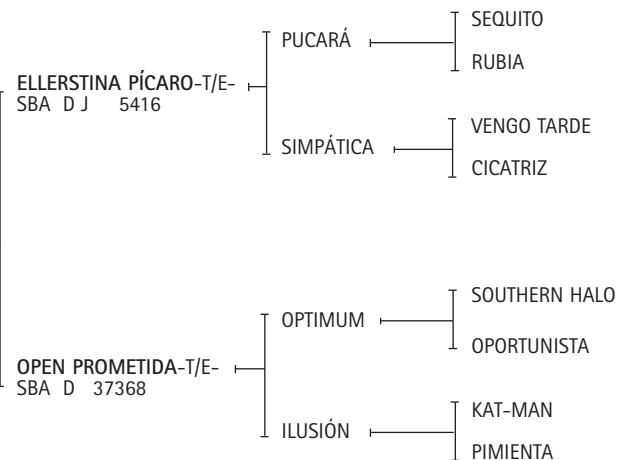 SEQUITO
PUCARÁ
RUBIA
ELLERSTINA PÍCARO-T/E-
SBA D J 5416
VENGO TARDE
SIMPÁTICA
CICATRIZ
SOUTHERN HALO
OPTIMUM
OPORTUNISTA
OPEN PROMETIDA-T/E-
SBA D 37368
KAT-MAN
ILUSIÓN
PIMIENTA